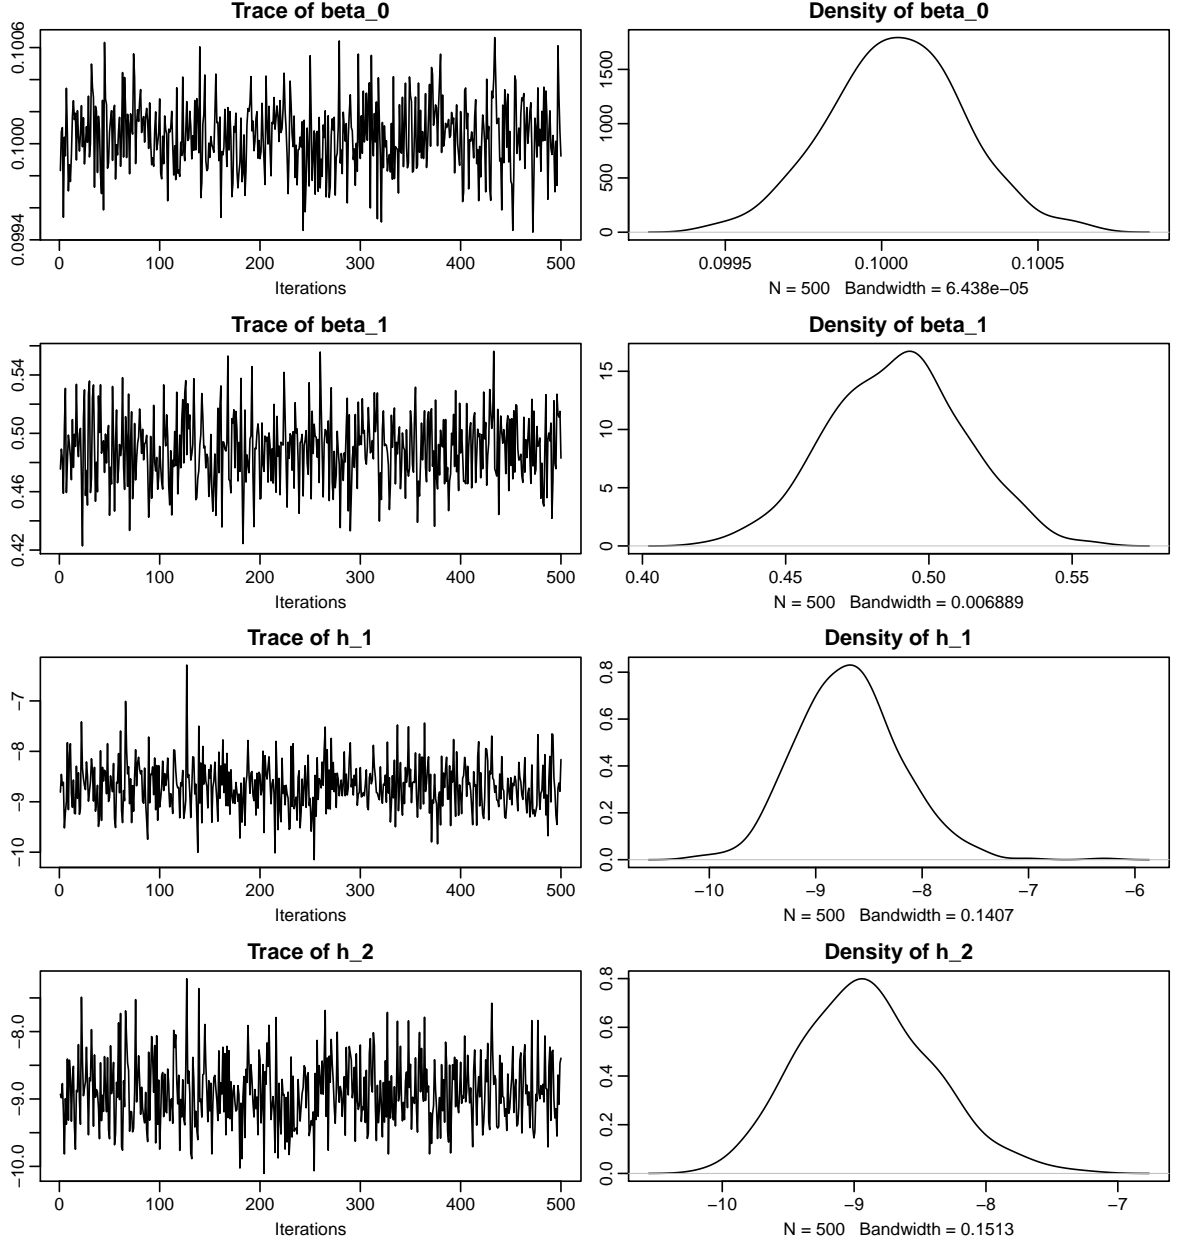 Trace of beta_0
0.0994 0.1000 0.1006
0 100 200 300 400 500
Iterations
Density of beta_0
0 500 1000 1500
0.0995 0.1000 0.1005
N = 500 Bandwidth = 6.438e−05
Trace of beta_1
0.42 0.46 0.50 0.54
0 100 200 300 400 500
Iterations
Density of beta_1
0 5 10 15
0.40 0.45 0.50 0.55
N = 500 Bandwidth = 0.006889
Trace of h_1
−10 −9 −8 −7
0 100 200 300 400 500
Iterations
Density of h_1
0.0 0.2 0.4 0.6 0.8
−10 −9 −8 −7 −6
N = 500 Bandwidth = 0.1407
Trace of h_2
−10.0 −9.0 −8.0
0 100 200 300 400 500
Iterations
Density of h_2
0.0 0.2 0.4 0.6 0.8
−10 −9 −8 −7
N = 500 Bandwidth = 0.1513